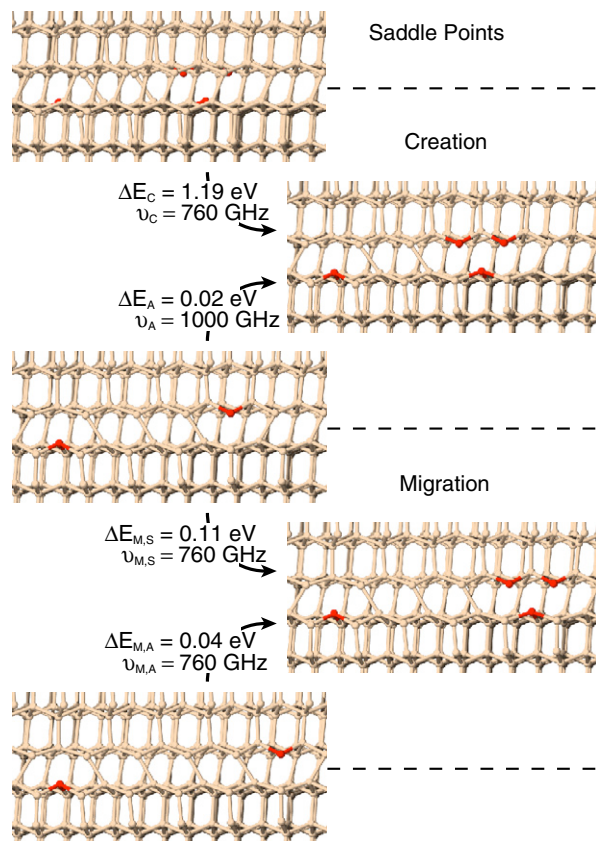 Saddle Points
Creation
ΔE_C = 1.19 eV
υ_C = 760 GHz
ΔE_A = 0.02 eV
υ_A = 1000 GHz
Migration
ΔE_M,S = 0.11 eV
υ_M,S = 760 GHz
ΔE_M,A = 0.04 eV
υ_M,A = 760 GHz